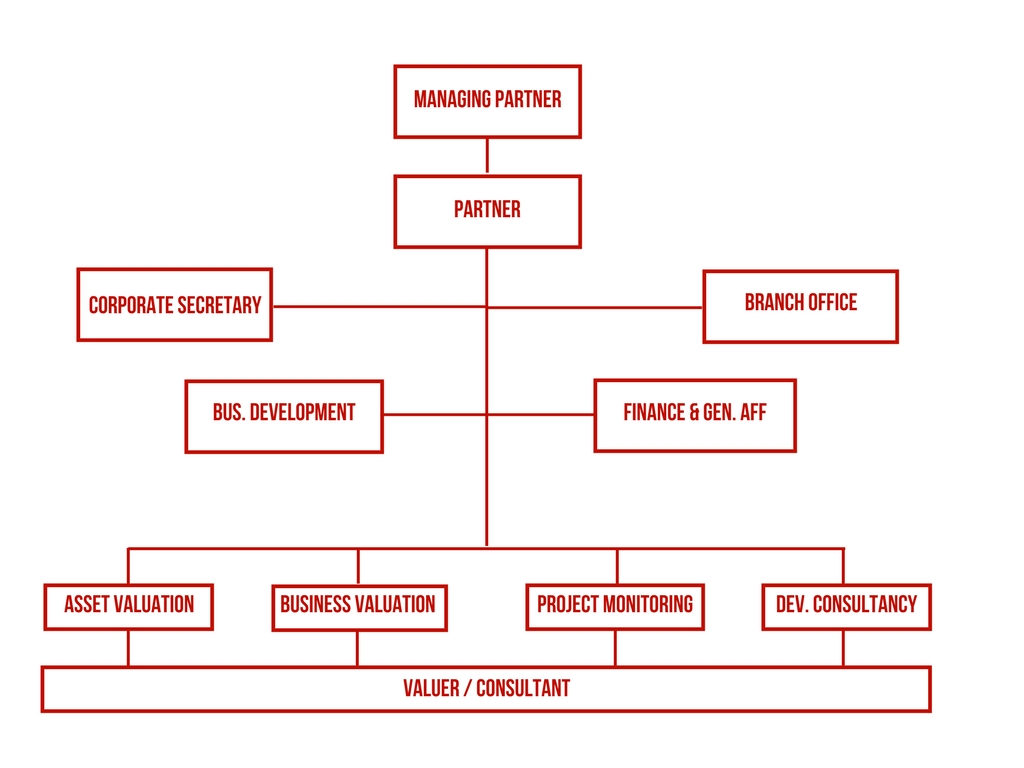 MANAGING PARTNER
PARTNER
CORPORATE SECRETARY
BRANCH OFFICE
BUS. DEVELOPMENT
FINANCE & GEN. AFF
ASSET VALUATION
BUSINESS VALUATION
PROJECT MONITORING
DEV. CONSULTANCY
VALUER / CONSULTANT